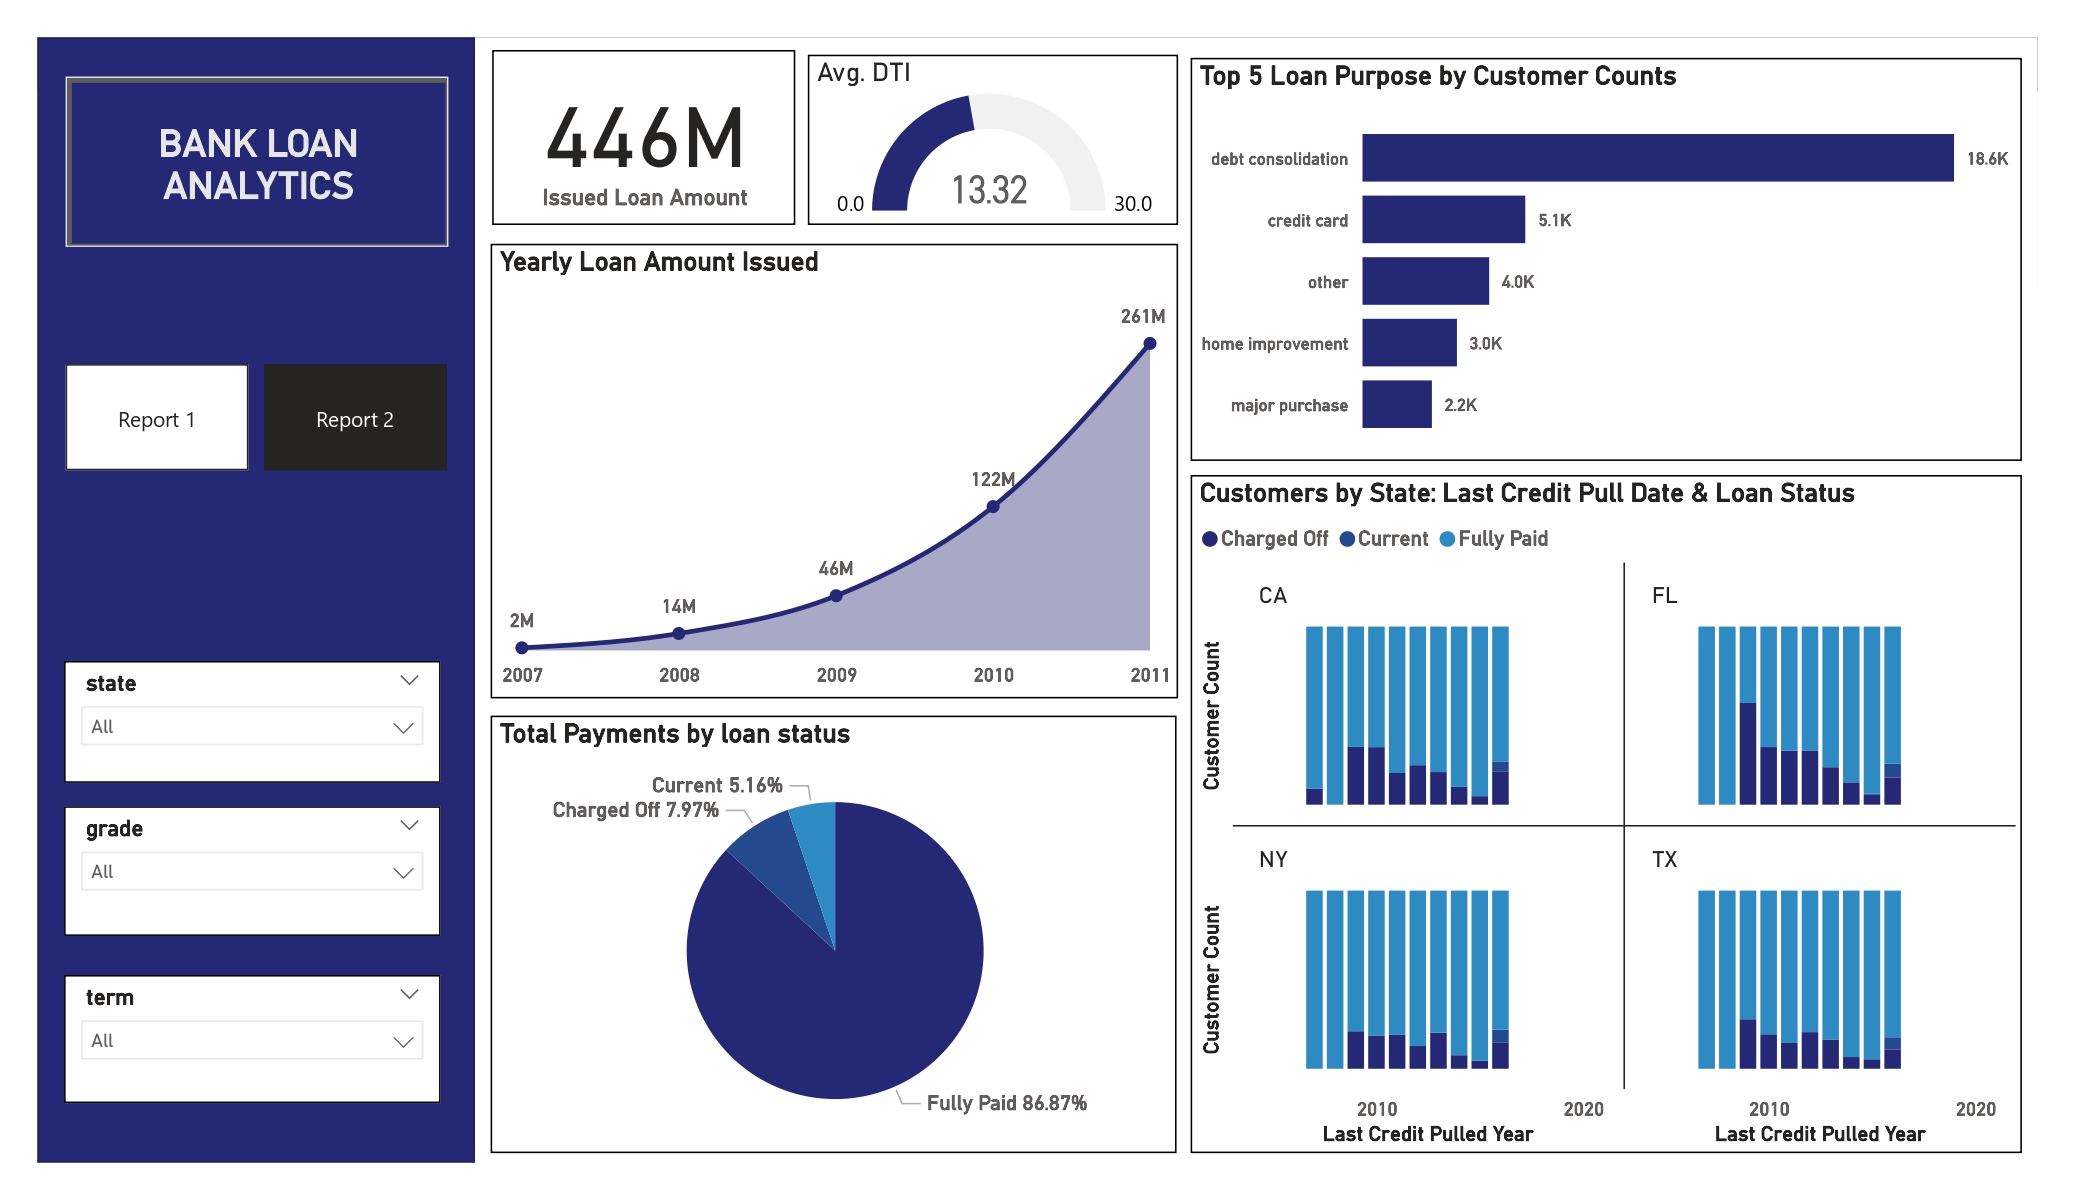 BANK LOAN
ANALYTICS
Report 1
Report 2
state
All
grade
All
term
All
446M
Issued Loan Amount
Avg. DTI
13.32
0.0
30.0
Yearly Loan Amount Issued
261M
122M
46M
14M
2M
2007 2008 2009 2010 2011
Total Payments by loan status
Current 5.16%
Charged Off 7.97%
Fully Paid 86.87%
Top 5 Loan Purpose by Customer Counts
debt consolidation 18.6K
credit card 5.1K
other 4.0K
home improvement 3.0K
major purchase 2.2K
Customers by State: Last Credit Pull Date & Loan Status
Charged Off Current Fully Paid
CA
FL
Customer Count
NY
TX
Customer Count
2010 2020 2010 2020
Last Credit Pulled Year Last Credit Pulled Year